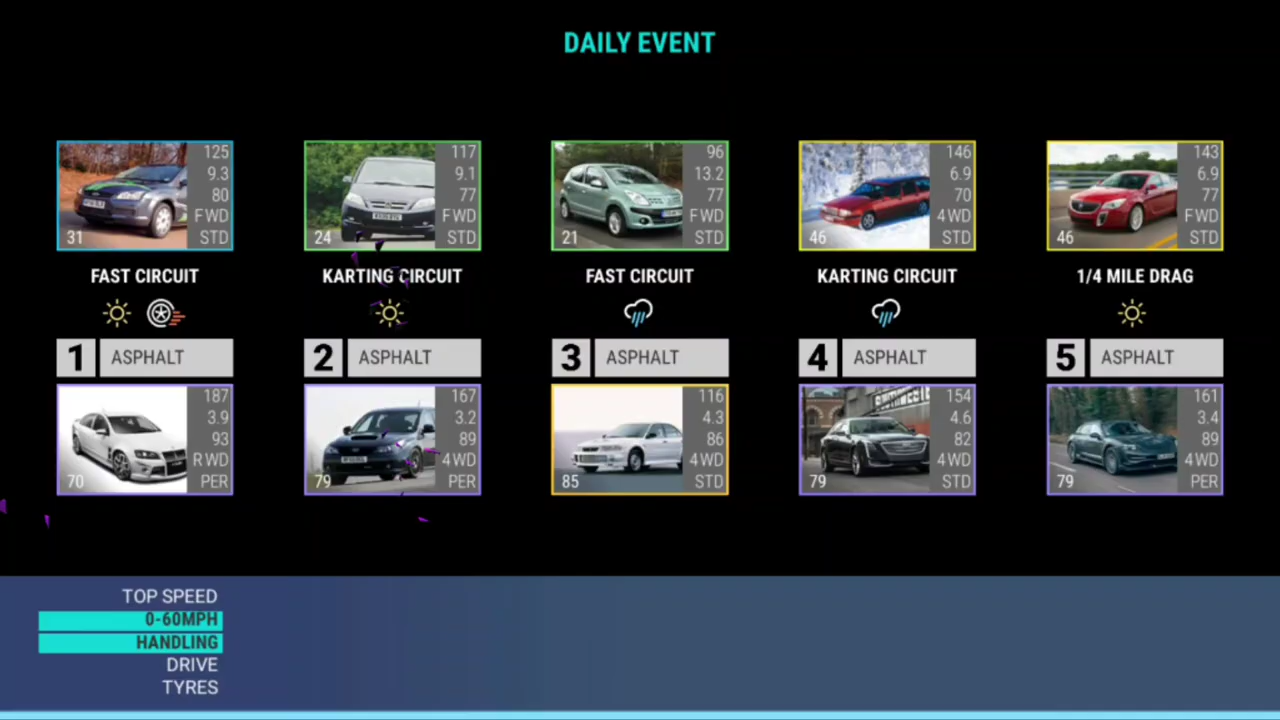 DAILY EVENT
125
9.3
80
FWD
STD
31
117
9.1
77
FWD
STD
24
96
13.2
77
FWD
STD
21
146
6.9
70
4WD
STD
46
143
6.9
77
FWD
STD
46
FAST CIRCUIT
KARTING CIRCUIT
FAST CIRCUIT
KARTING CIRCUIT
1/4 MILE DRAG
1 ASPHALT
2 ASPHALT
3 ASPHALT
4 ASPHALT
5 ASPHALT
187
3.9
93
RWD
PER
70
167
3.2
89
4WD
PER
79
116
4.3
86
4WD
STD
85
154
4.6
82
4WD
STD
79
161
3.4
89
4WD
PER
79
TOP SPEED
0-60MPH
HANDLING
DRIVE
TYRES